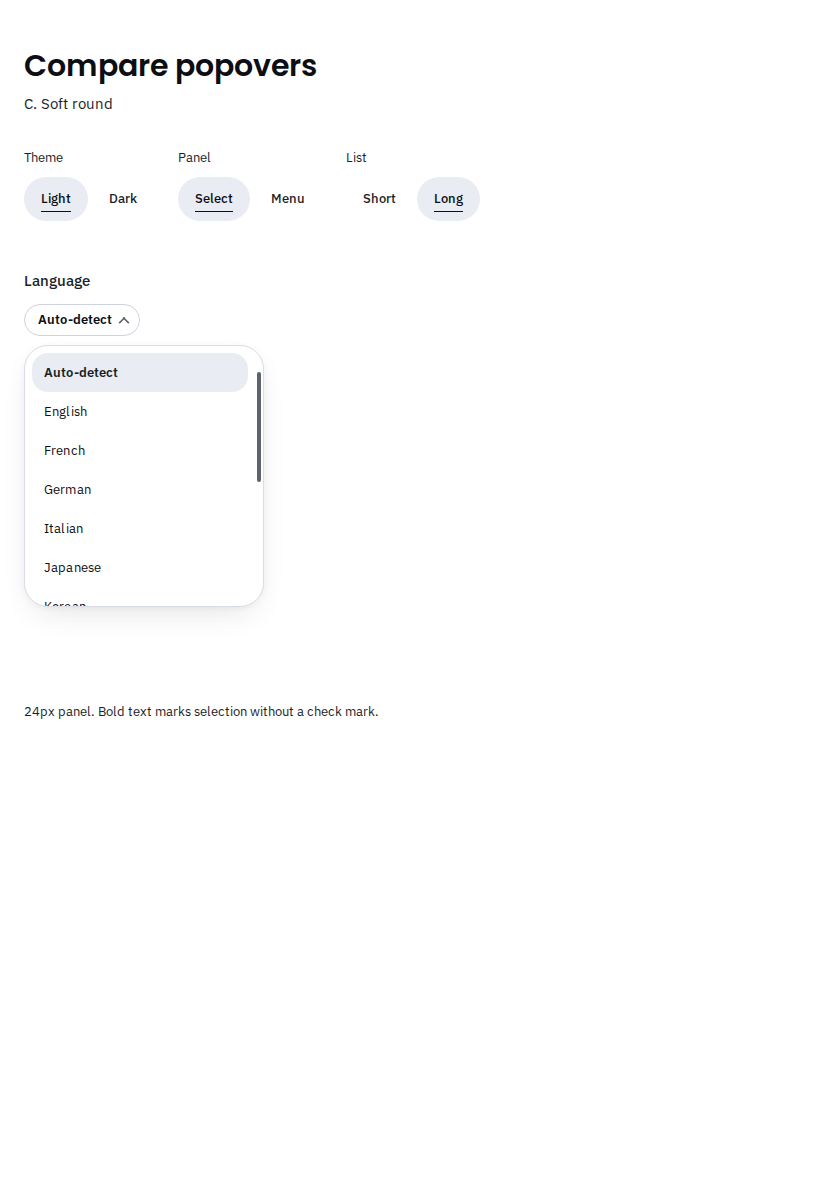 Compare popovers
C. Soft round
Theme
Panel
List
Light
Dark
Select
Menu
Short
Long
Language
Auto-detect
Auto-detect
English
French
German
Italian
Japanese
Korean
24px panel. Bold text marks selection without a check mark.